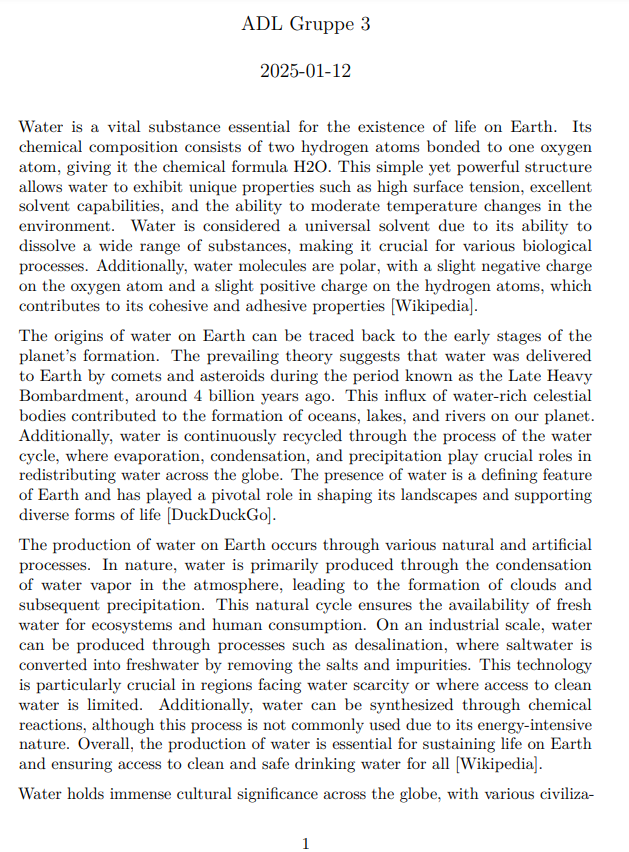 ADL Gruppe 3
2025-01-12
Water is a vital substance essential for the existence of life on Earth. Its
chemical composition consists of two hydrogen atoms bonded to one oxygen
atom, giving it the chemical formula H2O. This simple yet powerful structure
allows water to exhibit unique properties such as high surface tension, excellent
solvent capabilities, and the ability to moderate temperature changes in the
environment. Water is considered a universal solvent due to its ability to
dissolve a wide range of substances, making it crucial for various biological
processes. Additionally, water molecules are polar, with a slight negative charge
on the oxygen atom and a slight positive charge on the hydrogen atoms, which
contributes to its cohesive and adhesive properties [Wikipedia].
The origins of water on Earth can be traced back to the early stages of the
planet's formation. The prevailing theory suggests that water was delivered
to Earth by comets and asteroids during the period known as the Late Heavy
Bombardment, around 4 billion years ago. This influx of water-rich celestial
bodies contributed to the formation of oceans, lakes, and rivers on our planet.
Additionally, water is continuously recycled through the process of the water
cycle, where evaporation, condensation, and precipitation play crucial roles in
redistributing water across the globe. The presence of water is a defining feature
of Earth and has played a pivotal role in shaping its landscapes and supporting
diverse forms of life [DuckDuckGo].
The production of water on Earth occurs through various natural and artificial
processes. In nature, water is primarily produced through the condensation
of water vapor in the atmosphere, leading to the formation of clouds and
subsequent precipitation. This natural cycle ensures the availability of fresh
water for ecosystems and human consumption. On an industrial scale, water
can be produced through processes such as desalination, where saltwater is
converted into freshwater by removing the salts and impurities. This technology
is particularly crucial in regions facing water scarcity or where access to clean
water is limited. Additionally, water can be synthesized through chemical
reactions, although this process is not commonly used due to its energy-intensive
nature. Overall, the production of water is essential for sustaining life on Earth
and ensuring access to clean and safe drinking water for all [Wikipedia].
Water holds immense cultural significance across the globe, with various civiliza-
1